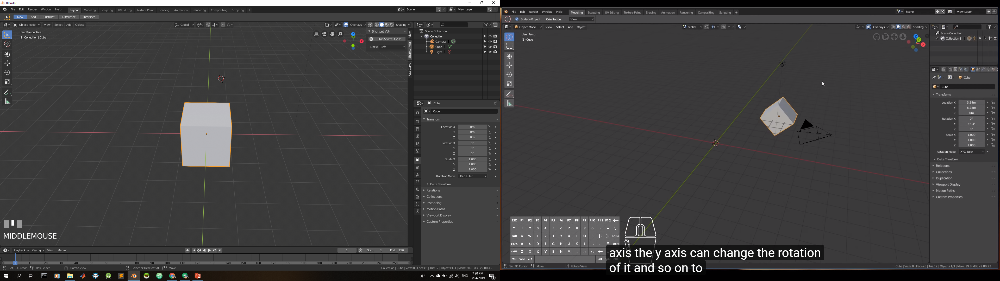 Blender
File Edit Render Window Help Layout Modeling Sculpting UV Editing Texture Paint Shading Animation Rendering Compositing Scripting + Scene View Layer
New Add Subtract Difference Intersect
Object Mode View Select Add Object Global Overlays Shading
User Perspective
(1) Collection | Cube
Shortcut VUr
Stop Shortcut VUr
Dock: Left
View
Shortcut VUr
Fast Carve
Scene Collection
Collection
Camera
Cube
Light
Cube
Cube
Transform
Location X 0m
Y 0m
Z 0m
Rotation X 0°
Y 0°
Z 0°
Scale X 1.000
Y 1.000
Z 1.000
Rotation Mode XYZ Euler
Delta Transform
Relations
Collections
Instancing
Motion Paths
Viewport Display
Custom Properties
MIDDLEMOUSE
Playback Keying View Marker 1 Start: 1 End: 250
1 10 20 30 40 50 60 70 80 90 100 110 120 130 140 150 160 170 180 190 200 210 220 230 240 250
Set 3D Cursor Box Select Rotate View Select or Deselect All Move Collection | Cube | Verts:8 | Faces:6 | Tris:12 | Objects:1/3 | Mem: 20.1 MB | v2.80.45
ENG 7:20 PM
3/14/2019
File Edit Render Window Help Modeling Sculpting UV Editing Texture Paint Shading Animation Rendering Compositing Scripting + Scene View Layer
Surface Project Orientation: View
Object Mode View Select Add Object Global Overlays Shading
User Persp
(1) Cube
Scene Collection
Collection 1
Cube
Cube
Transform
Location X 3.34m
Y 6.28m
Z 0m
Rotation X 0°
Y 46.3°
Z 0°
Scale X 1.000
Y 1.000
Z 1.000
Rotation Mode XYZ Euler
Delta Transform
Relations
Collections
Duplication
Viewport Display
Motion Paths
Custom Properties
ESC F1 F2 F3 F4 F5 F6 F7 F8 F9 F10 F11 F12
1 2 3 4 5 6 7 8 9 0 - = \
TAB Q W E R T Y U I O P [ ] ENTER
CAPS A S D F G H J K L SHIFT
SHIFT Z X C V B N M
CTRL WIN ALT ALT
axis the y axis can change the rotation
of it and so on to
Set 3D Cursor Move Rotate View Cube | Verts:8 | Faces:6 | Tris:12 | Objects:1/3 | Mem: 19.8 MB | v2.80.23